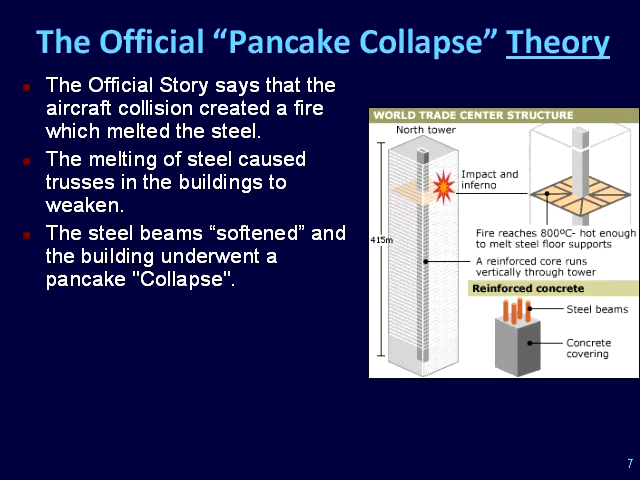 The Official “Pancake Collapse” Theory
The Official Story says that the
aircraft collision created a fire
which melted the steel.
The melting of steel caused
trusses in the buildings to
weaken.
The steel beams “softened” and
the building underwent a
pancake "Collapse".
WORLD TRADE CENTER STRUCTURE
North tower
Impact and
inferno
415m
Fire reaches 800ºC- hot enough
to melt steel floor supports
A reinforced core runs
vertically through tower
Reinforced concrete
Steel beams
Concrete
covering
7